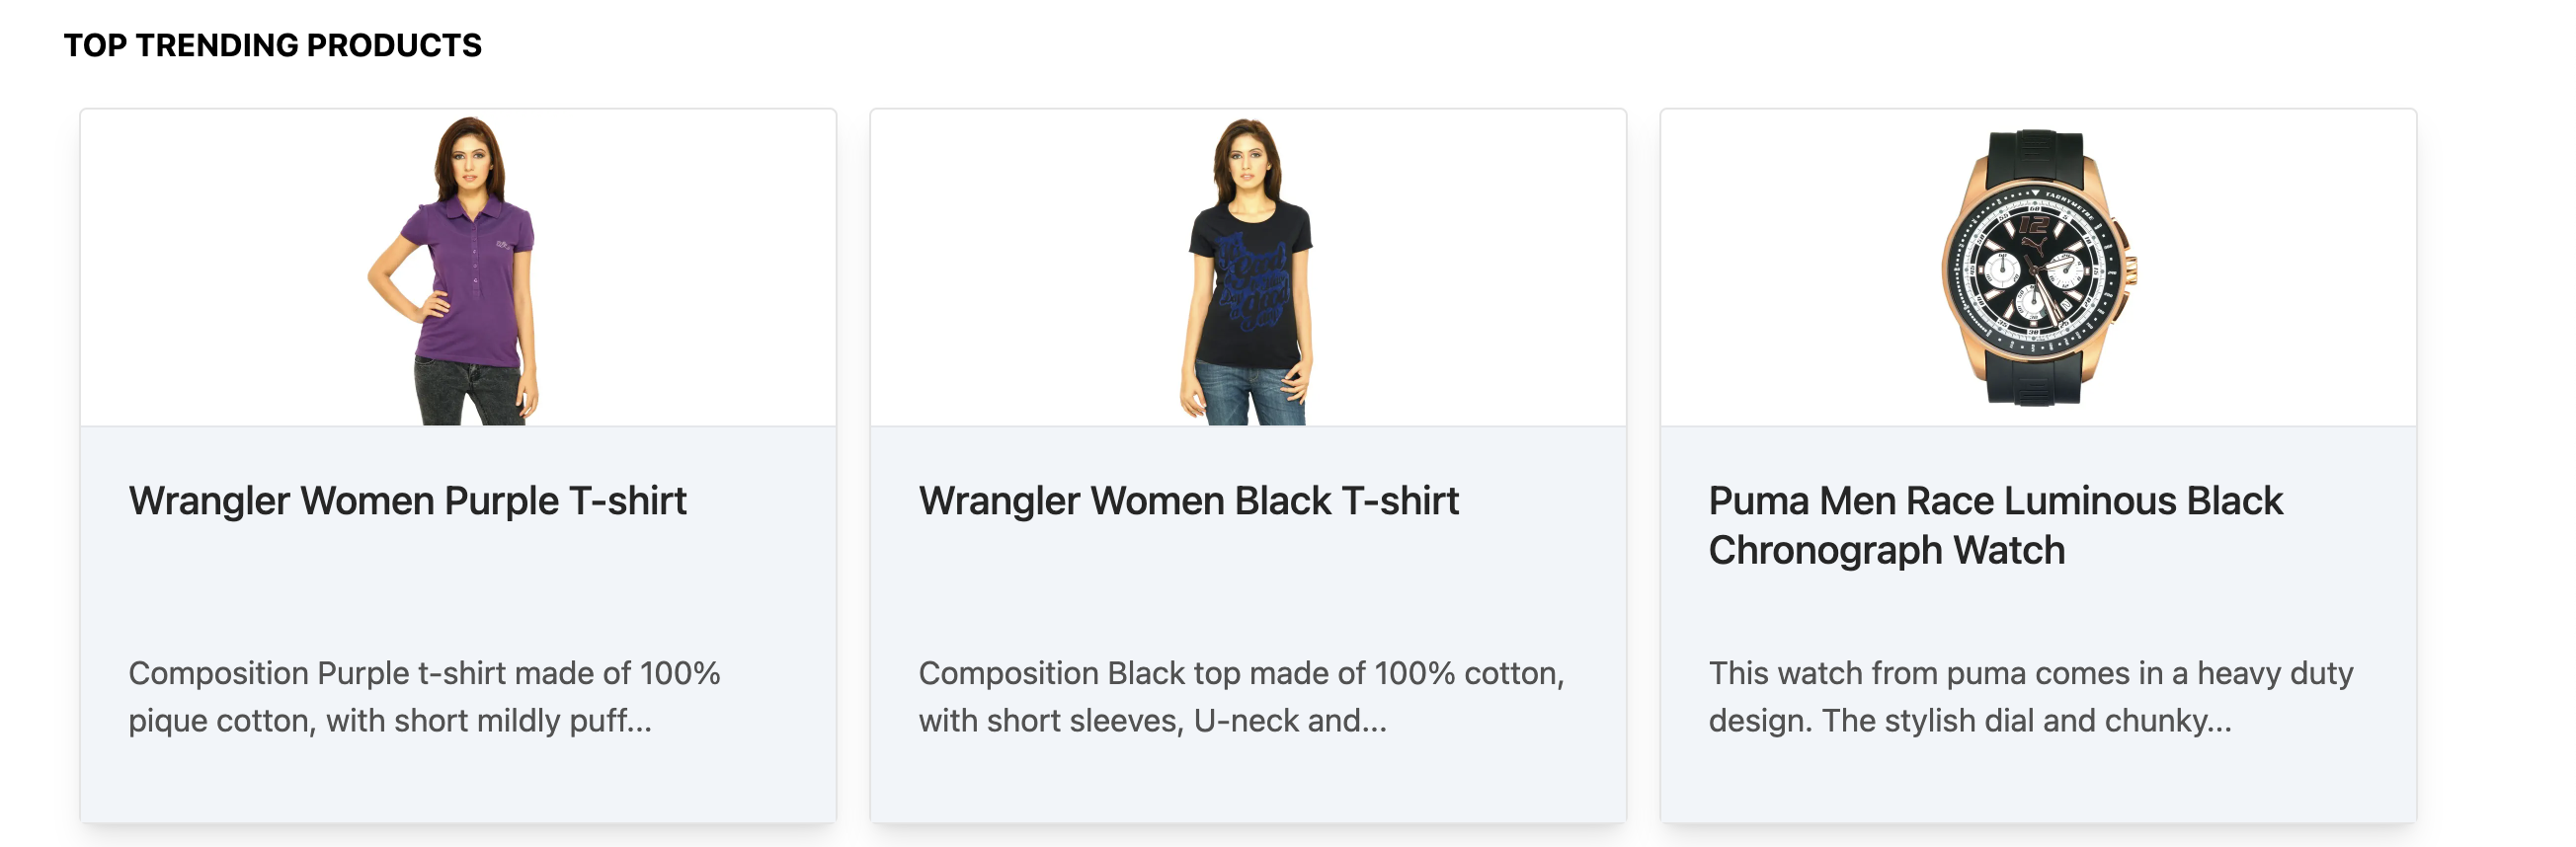 TOP TRENDING PRODUCTS
12
TACHYMETRE
Wrangler Women Purple T-shirt
Composition Purple t-shirt made of 100%
pique cotton, with short mildly puff...
Wrangler Women Black T-shirt
Composition Black top made of 100% cotton,
with short sleeves, U-neck and...
Puma Men Race Luminous Black
Chronograph Watch
This watch from puma comes in a heavy duty
design. The stylish dial and chunky...